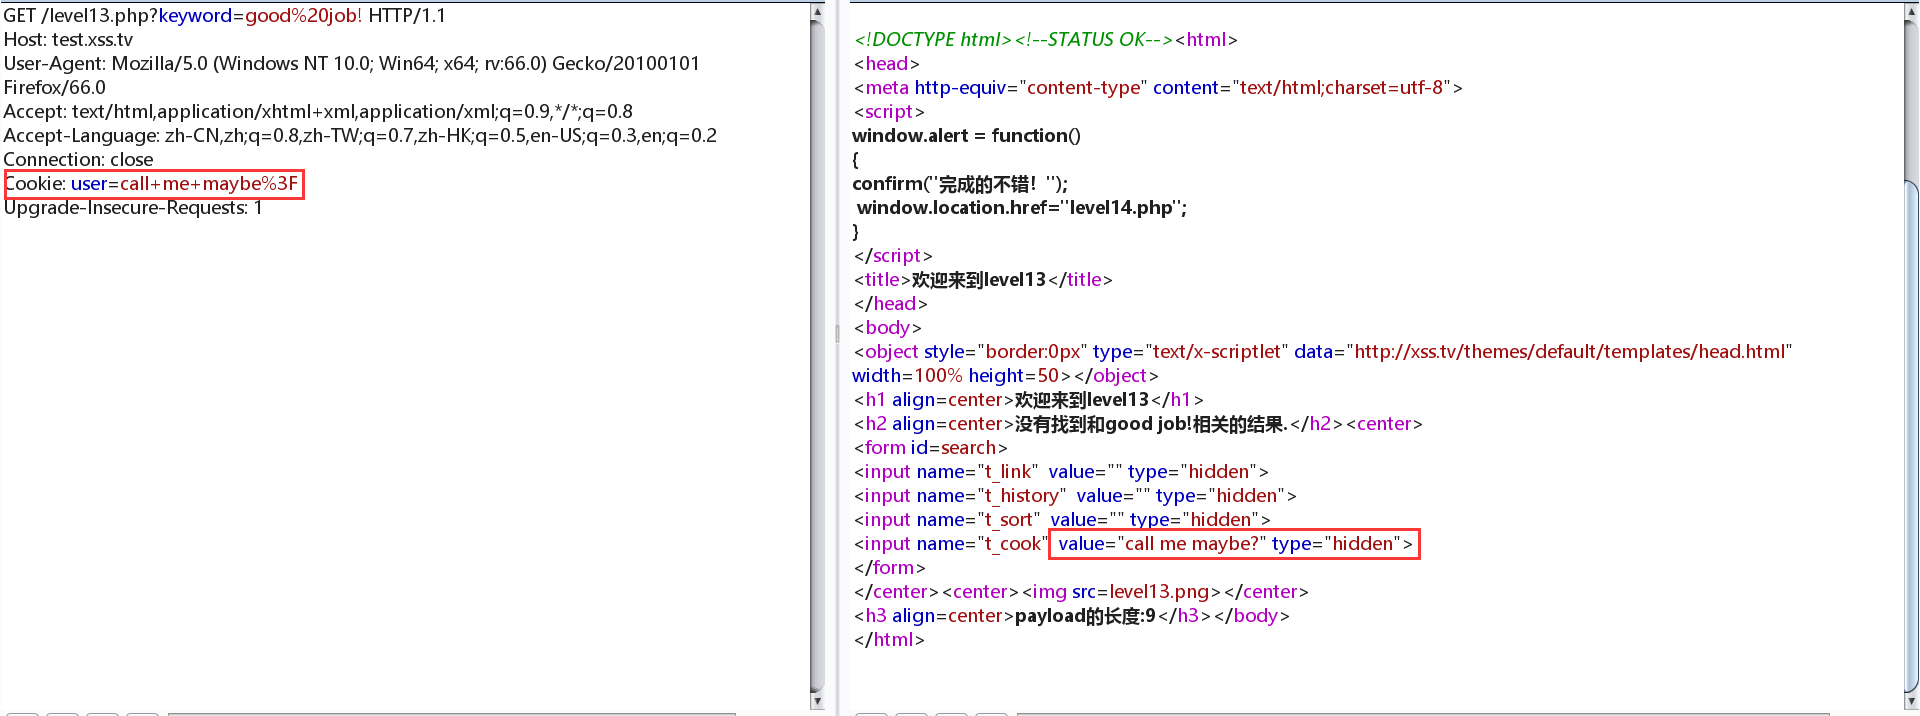 GET /level13.php?keyword=good%20job! HTTP/1.1
Host: test.xss.tv
User-Agent: Mozilla/5.0 (Windows NT 10.0; Win64; x64; rv:66.0) Gecko/20100101
Firefox/66.0
Accept: text/html,application/xhtml+xml,application/xml;q=0.9,*/*;q=0.8
Accept-Language: zh-CN,zh;q=0.8,zh-TW;q=0.7,zh-HK;q=0.5,en-US;q=0.3,en;q=0.2
Connection: close
Cookie: user=call+me+maybe%3F
Upgrade-Insecure-Requests: 1
<!DOCTYPE html><!--STATUS OK--><html>
<head>
<meta http-equiv="content-type" content="text/html;charset=utf-8">
<script>
window.alert = function()
{
confirm("完成的不错！");
window.location.href="level14.php";
}
</script>
<title>欢迎来到level13</title>
</head>
<body>
<object style="border:0px" type="text/x-scriptlet" data="http://xss.tv/themes/default/templates/head.html"
width=100% height=50></object>
<h1 align=center>欢迎来到level13</h1>
<h2 align=center>没有找到和good job!相关的结果.</h2><center>
<form id=search>
<input name="t_link"  value="" type="hidden">
<input name="t_history"  value="" type="hidden">
<input name="t_sort"  value="" type="hidden">
<input name="t_cook"  value="call me maybe?" type="hidden">
</form>
</center><center><img src=level13.png></center>
<h3 align=center>payload的长度:9</h3></body>
</html>